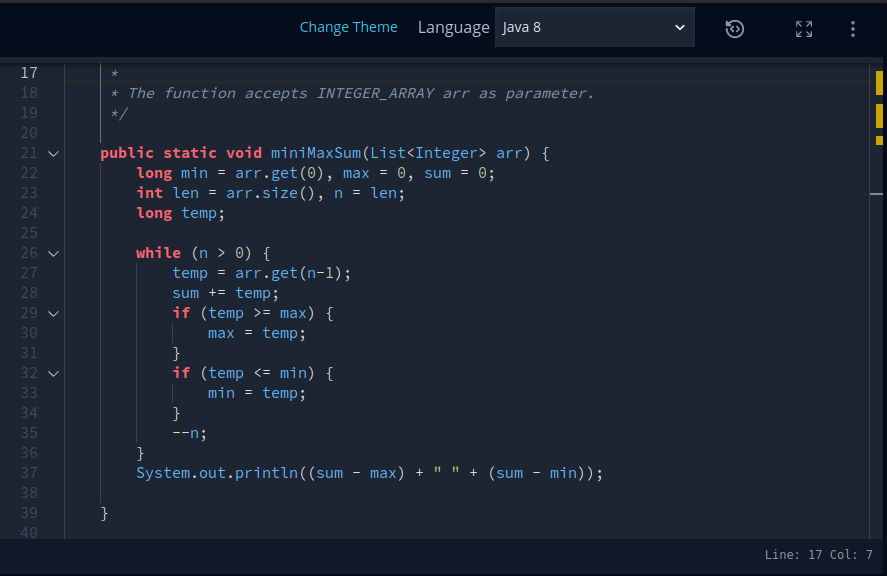 Change Theme Language Java 8
17 *
18 * The function accepts INTEGER_ARRAY arr as parameter.
19 */
20
21 public static void miniMaxSum(List<Integer> arr) {
22 long min = arr.get(0), max = 0, sum = 0;
23 int len = arr.size(), n = len;
24 long temp;
25
26 while (n > 0) {
27 temp = arr.get(n-1);
28 sum += temp;
29 if (temp >= max) {
30 max = temp;
31 }
32 if (temp <= min) {
33 min = temp;
34 }
35 --n;
36 }
37 System.out.println((sum - max) + " " + (sum - min));
38
39 }
40
Line: 17 Col: 7